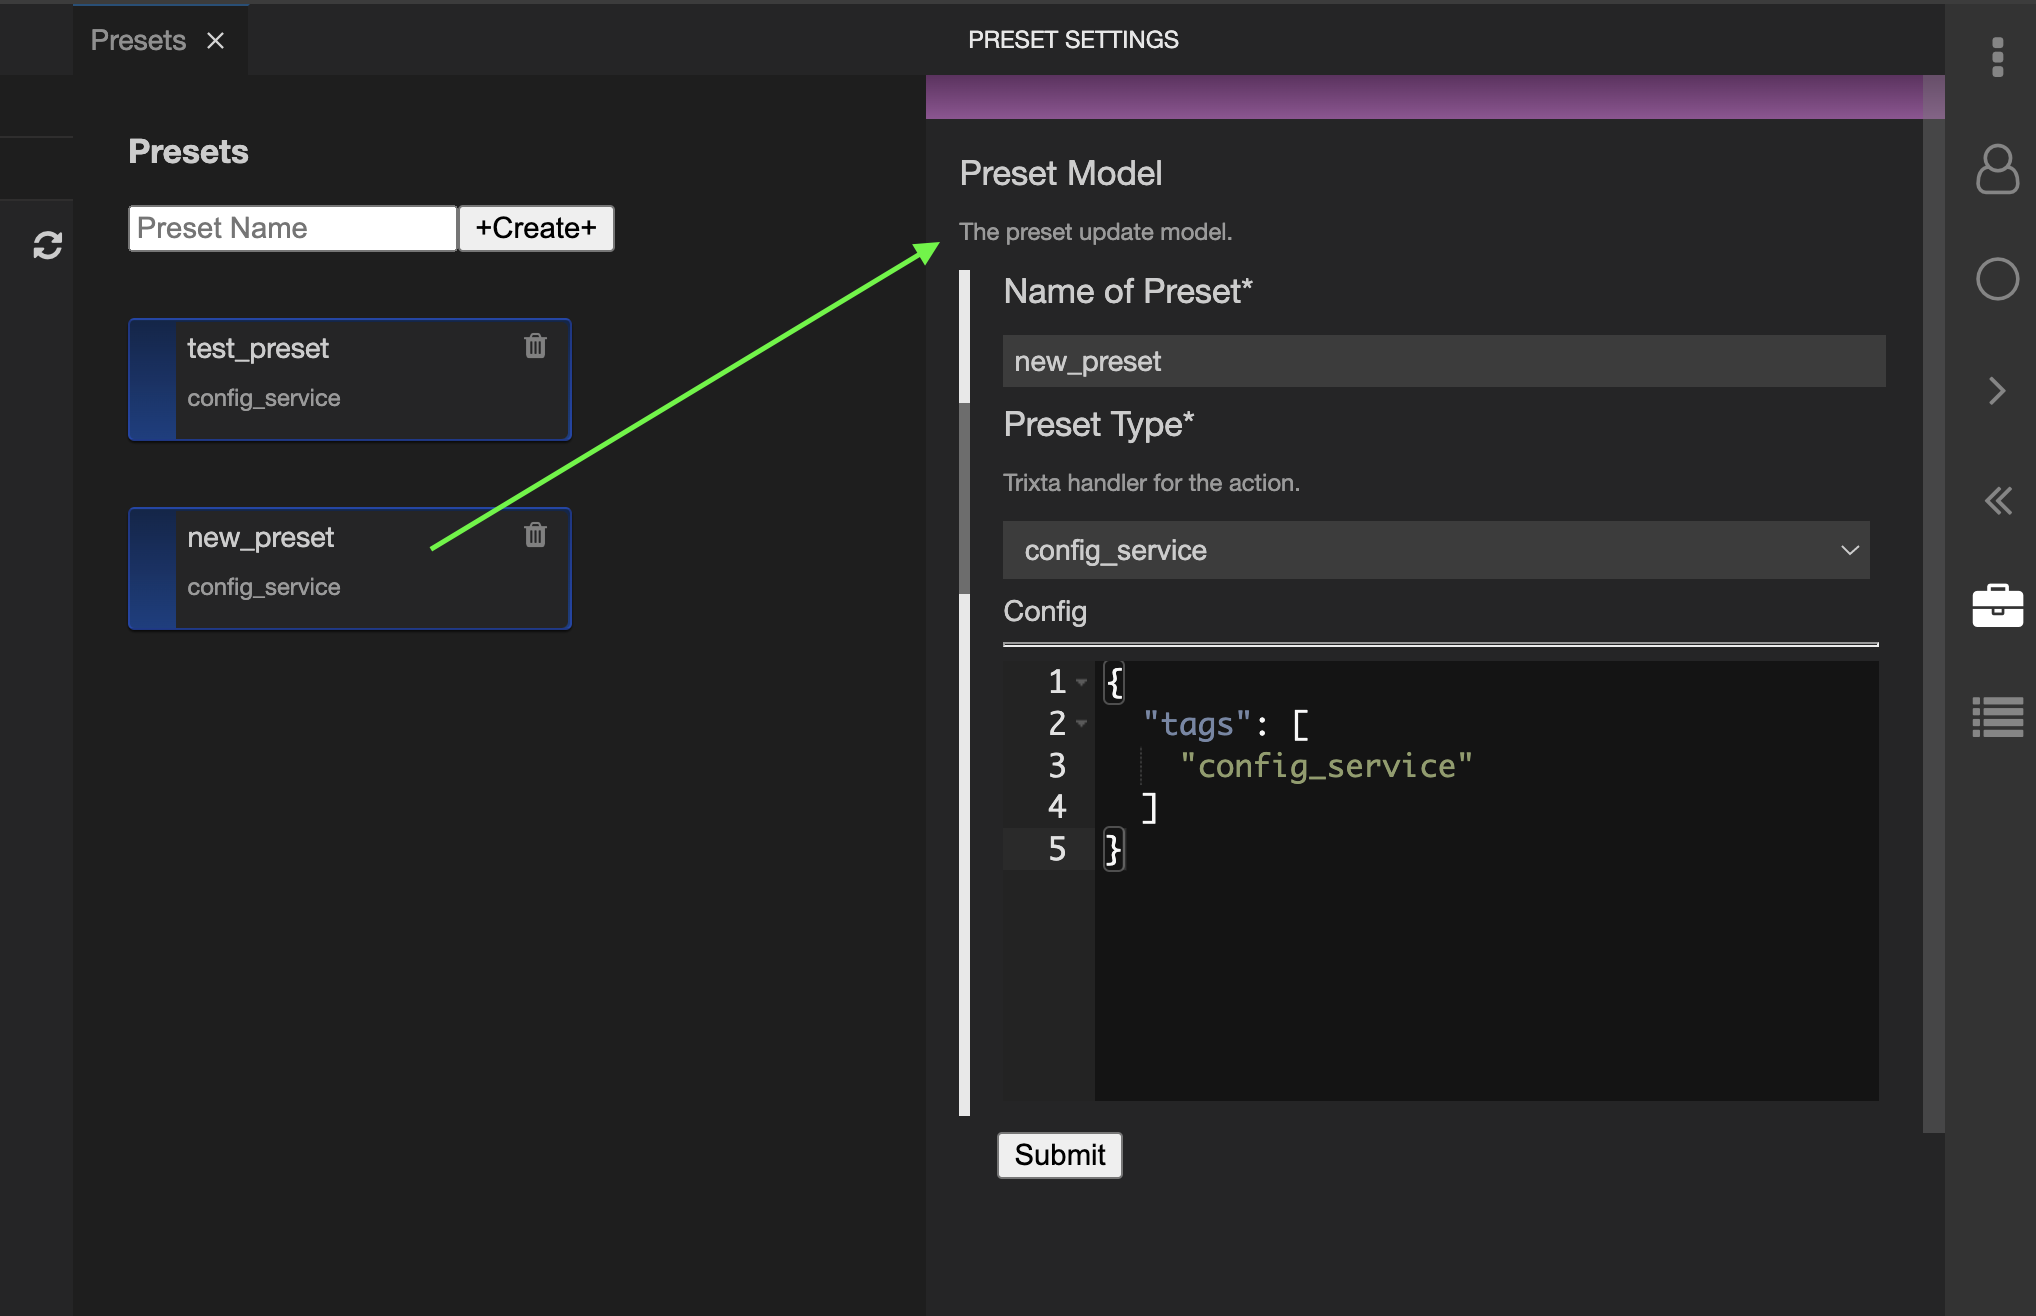 Presets
PRESET SETTINGS
Presets
Preset Name
+Create+
test_preset
config_service
new_preset
config_service
Preset Model
The preset update model.
Name of Preset*
new_preset
Preset Type*
Trixta handler for the action.
config_service
Config
1 {
2 "tags": [
3 "config_service"
4 ]
5 }
Submit